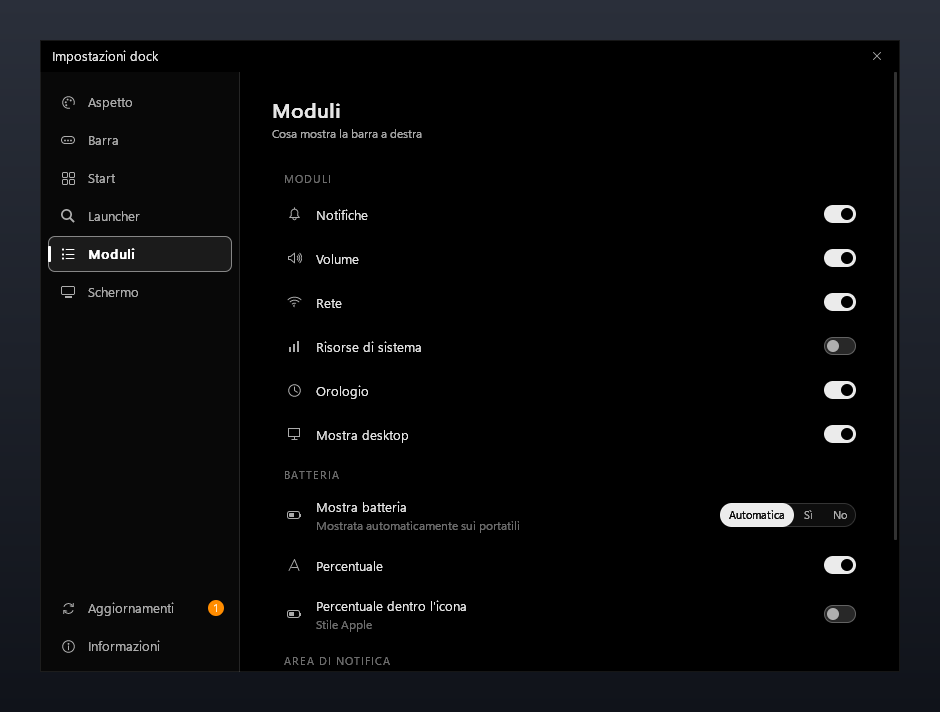 Impostazioni dock
Aspetto
Barra
Start
Launcher
Moduli
Schermo
Aggiornamenti
1
Informazioni
Moduli
Cosa mostra la barra a destra
MODULI
Notifiche
Volume
Rete
Risorse di sistema
Orologio
Mostra desktop
BATTERIA
Mostra batteria
Mostrata automaticamente sui portatili
Automatica Sì No
Percentuale
Percentuale dentro l'icona
Stile Apple
AREA DI NOTIFICA